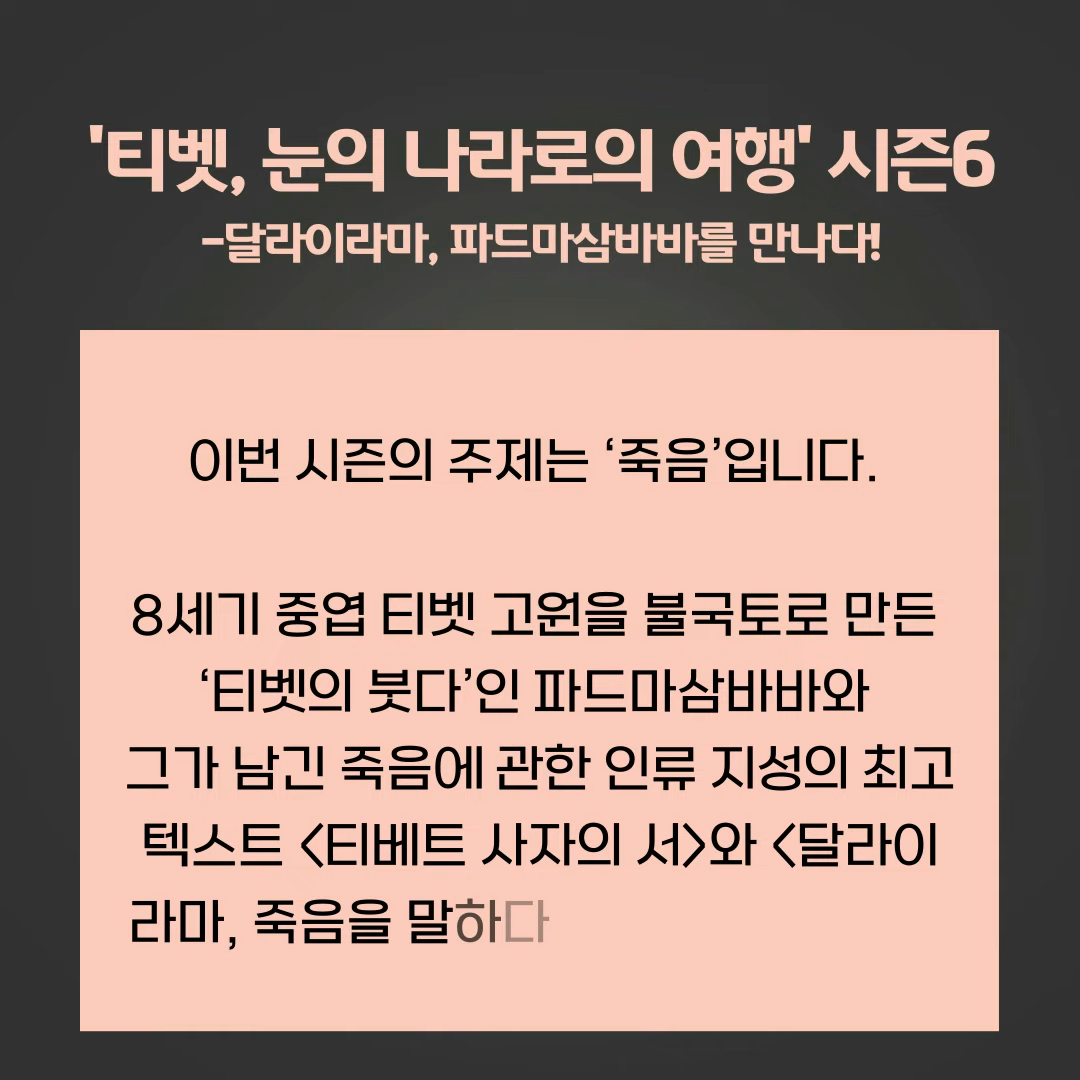 '티벳, 눈의 나라로의 여행' 시즌6
-달라이라마, 파드마삼바바를 만나다!
이번 시즌의 주제는 ‘죽음’입니다.
8세기 중엽 티벳 고원을 불국토로 만든
‘티벳의 붓다’인 파드마삼바바와
그가 남긴 죽음에 관한 인류 지성의 최고
텍스트 <티베트 사자의 서>와 <달라이
라마, 죽음을 말하다